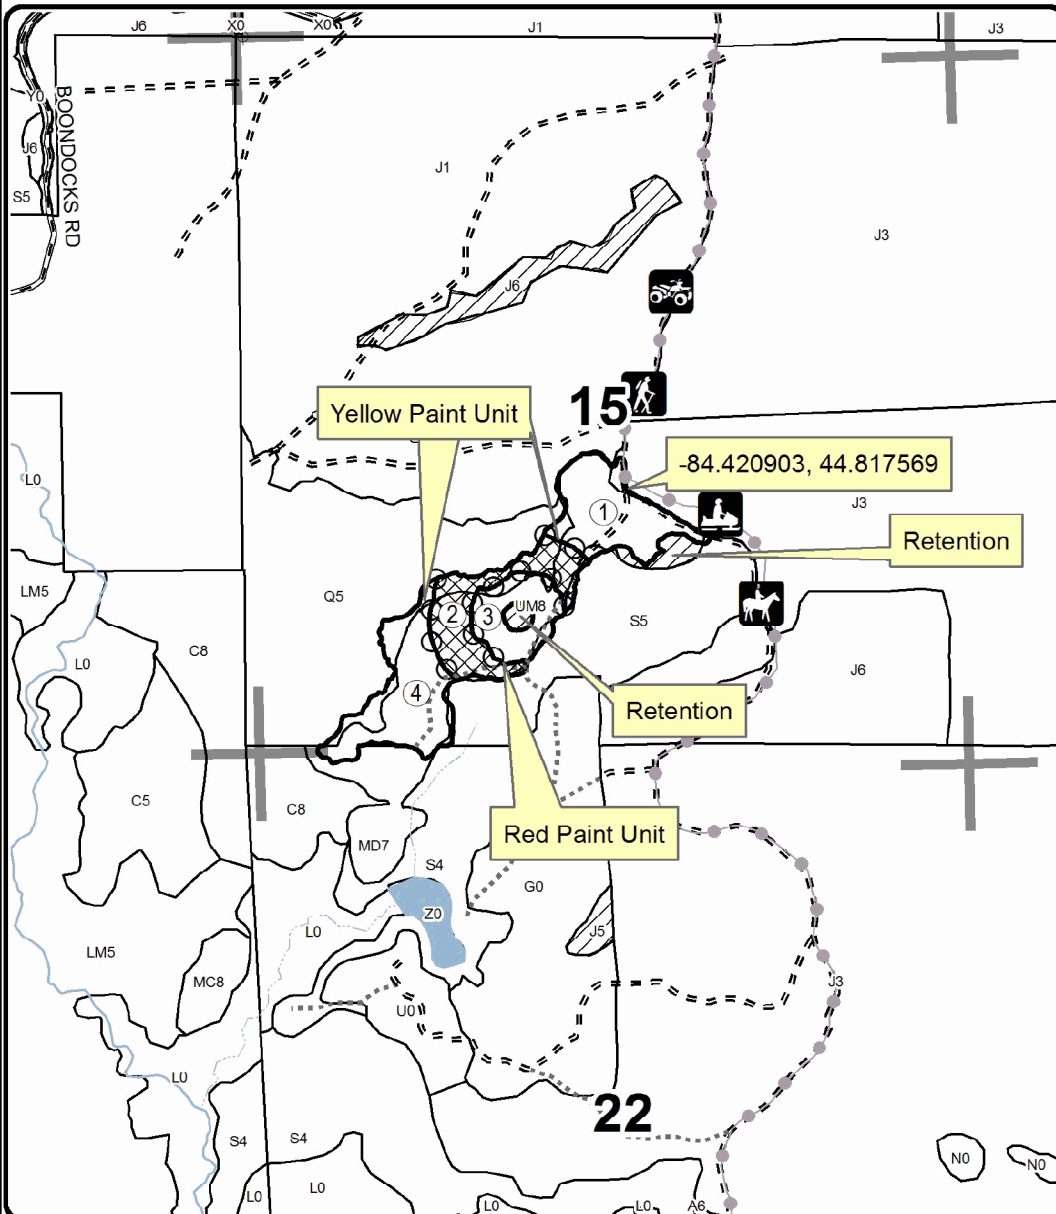 J6
X0
X0
J1
J3
Y0
BOONDOCKS RD
J6
S5
J1
J3
J6
15
Yellow Paint Unit
-84.420903, 44.817569
L0
J3
1
Retention
LM5
Q5
2
3
UM8
S5
C8
L0
J6
4
Retention
C5
C8
Red Paint Unit
MD7
S4
G0
Z0
L0
J5
LM5
MC8
J3
U0
L0
22
S4
S4
N0
N0
L0
L0
L0
L0
A6